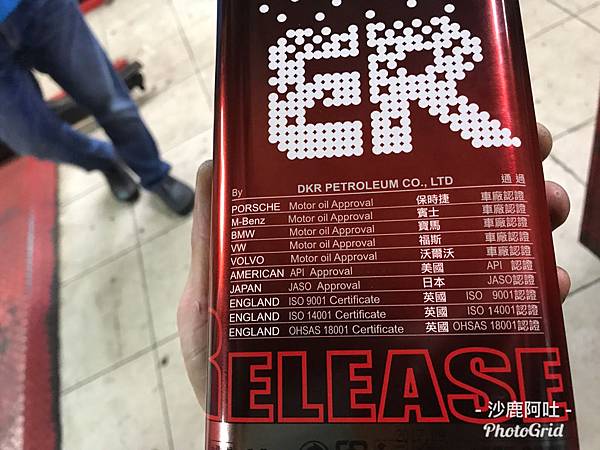 ER
DKR PETROLEUM CO., LTD
By 通過
PORSCHE Motor oil Approval 保時捷 車廠認證
M-Benz Motor oil Approval 賓士 車廠認證
BMW Motor oil Approval 寶馬 車廠認證
VW Motor oil Approval 福斯 車廠認證
VOLVO Motor oil Approval 沃爾沃 車廠認證
AMERICAN API Approval 美國 API 認證
JAPAN JASO Approval 日本 JASO認證
ENGLAND ISO 9001 Certificate 英國 ISO 9001認證
ENGLAND ISO 14001 Certificate 英國 ISO 14001認證
ENGLAND OHSAS 18001 Certificate 英國 OHSAS 18001認證
RELEASE
- 沙鹿阿吐 -
PhotoGrid